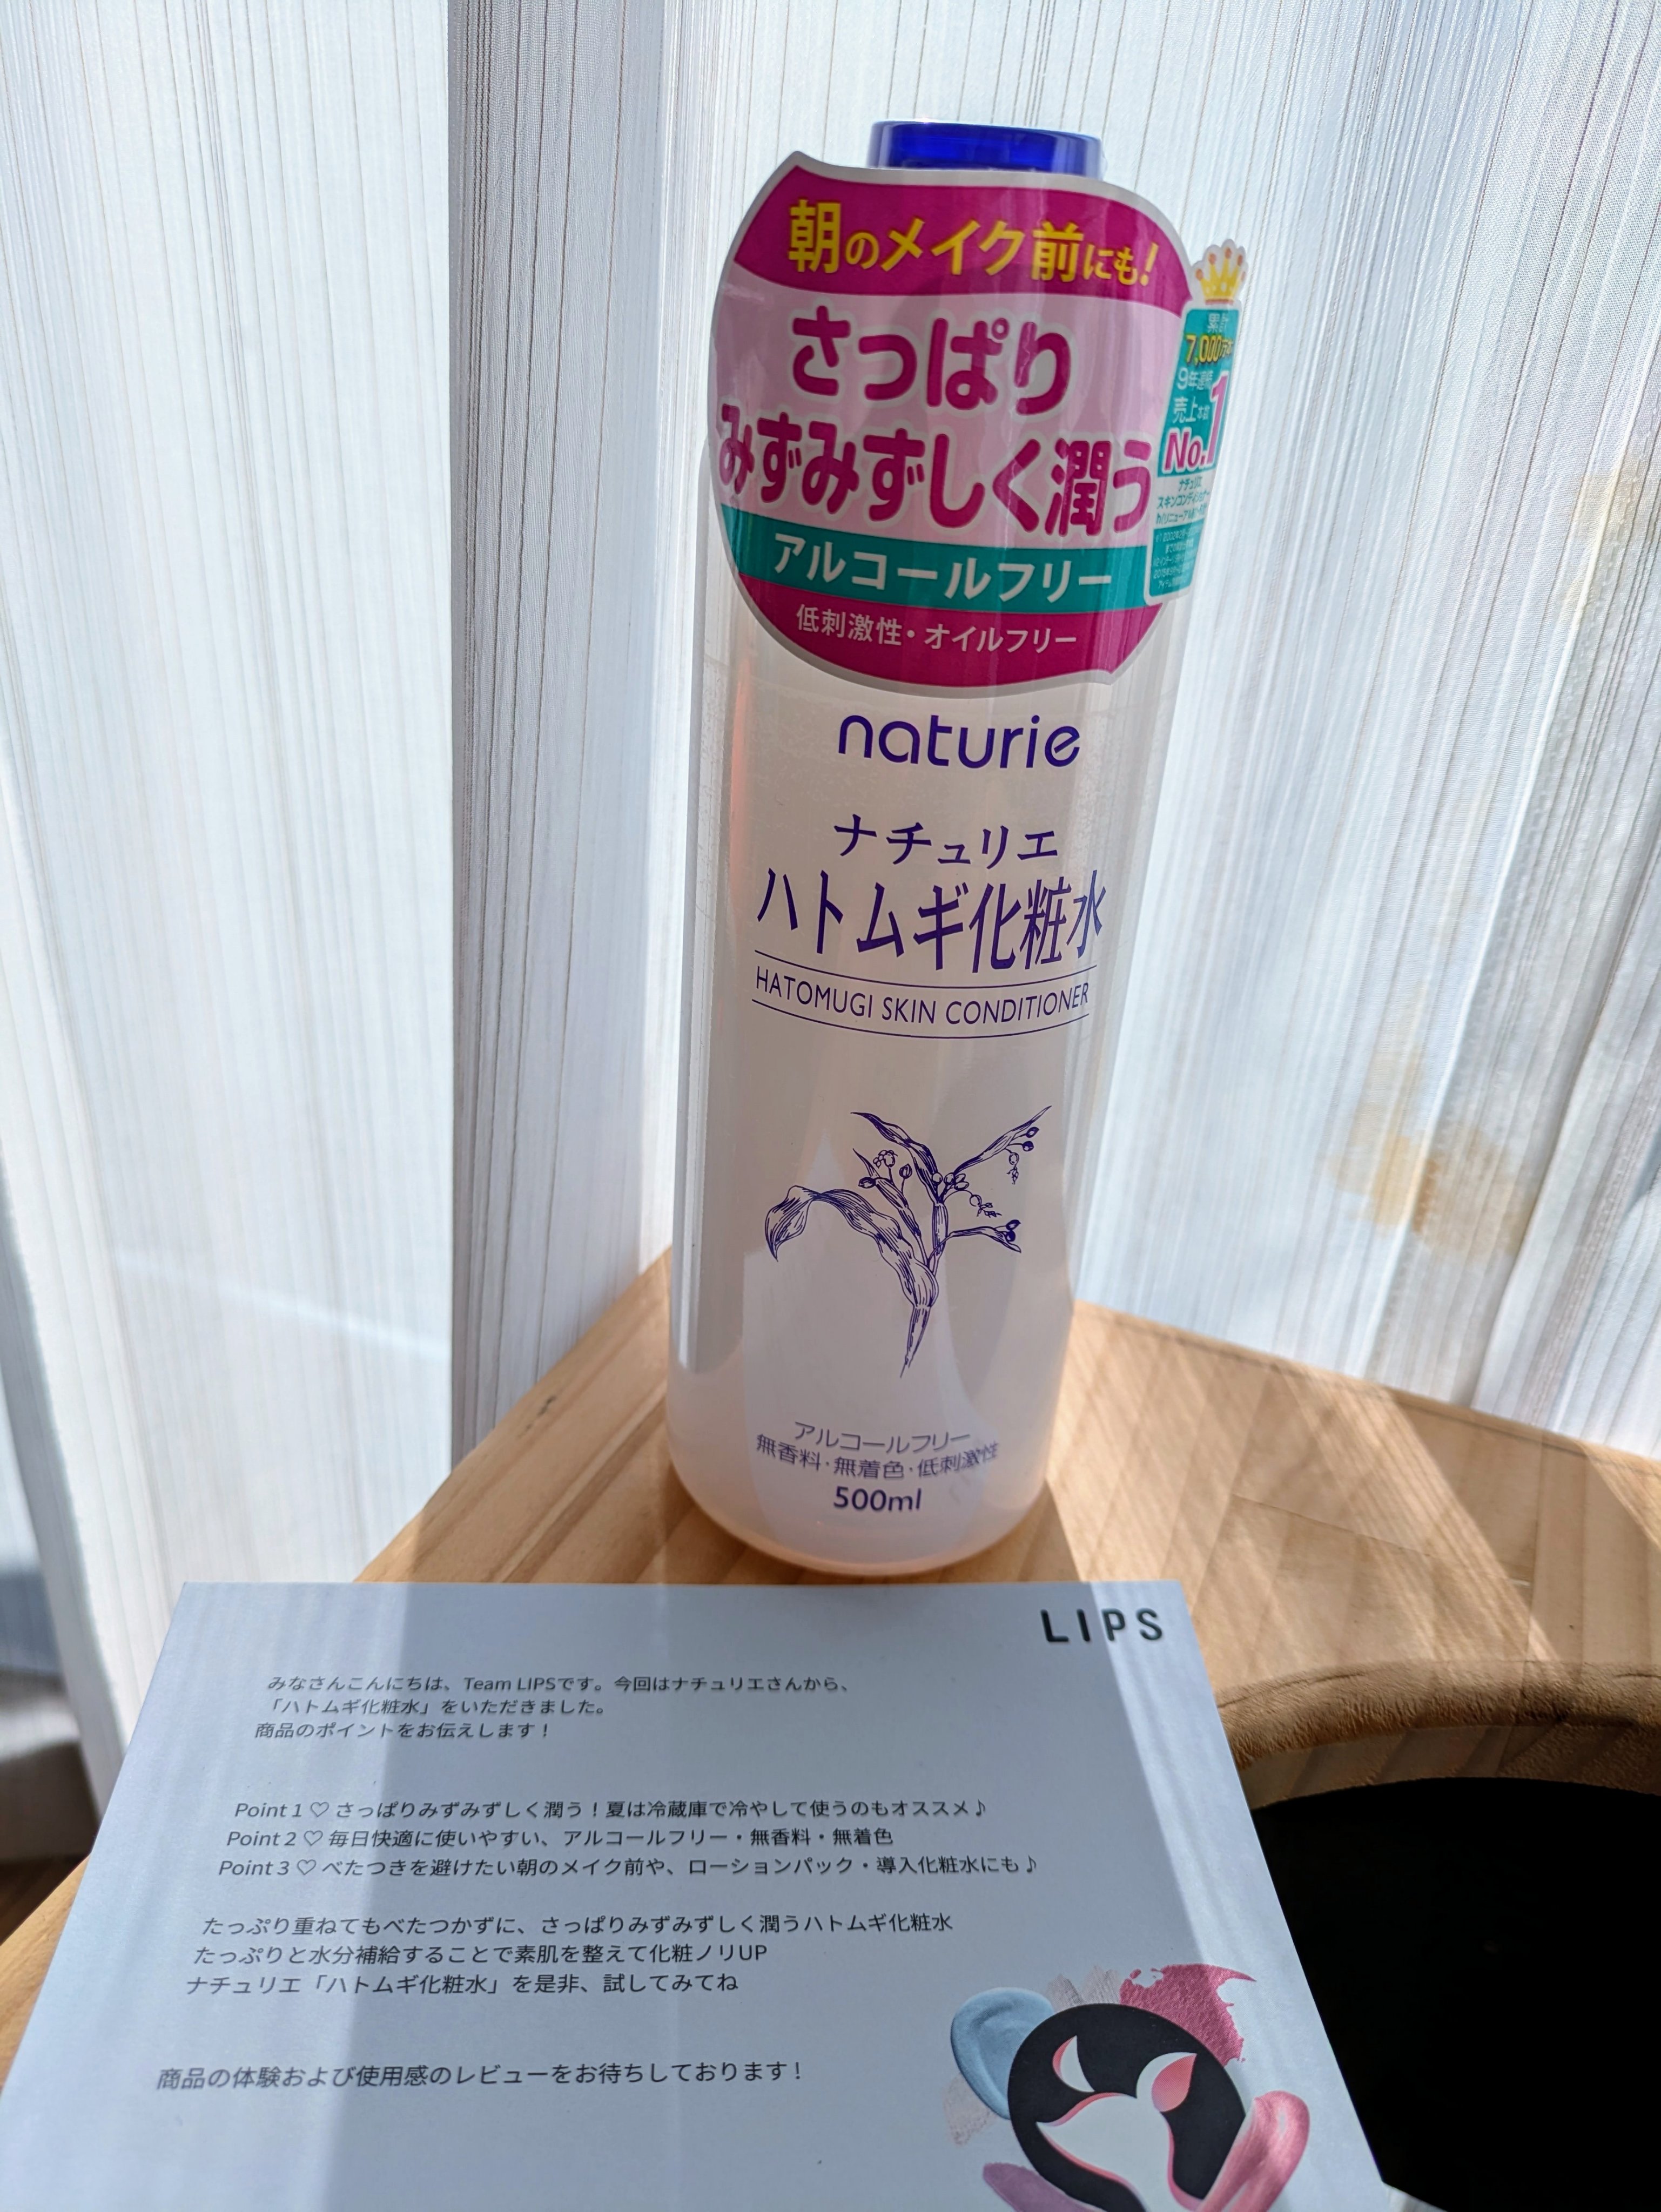 朝のメイク前にも!
さっぱり
みずみずしく潤う
アルコールフリー
低刺激性・オイルフリー
累計
7,000万本
9年連続
売上本数
No.1
ナチュリエ
naturie
ナチュリエ
ハトムギ化粧水
HATOMUGI SKIN CONDITIONER
アルコールフリー
無香料・無着色・低刺激性
500ml
LIPS
みなさんこんにちは、Team LIPSです。今回はナチュリエさんから、
「ハトムギ化粧水」をいただきました。
商品のポイントをお伝えします!
Point 1 ♡ さっぱりみずみずしく潤う!夏は冷蔵庫で冷やして使うのもオススメ♪
Point 2 ♡ 毎日快適に使いやすい、アルコールフリー・無香料・無着色
Point 3 ♡ べたつきを避けたい朝のメイク前や、ローションパック・導入化粧水にも♪
たっぷり重ねてもべたつかずに、さっぱりみずみずしく潤うハトムギ化粧水
たっぷりと水分補給することで素肌を整えて化粧ノリUP
ナチュリエ「ハトムギ化粧水」を是非、試してみてね
商品の体験および使用感のレビューをお待ちしております!